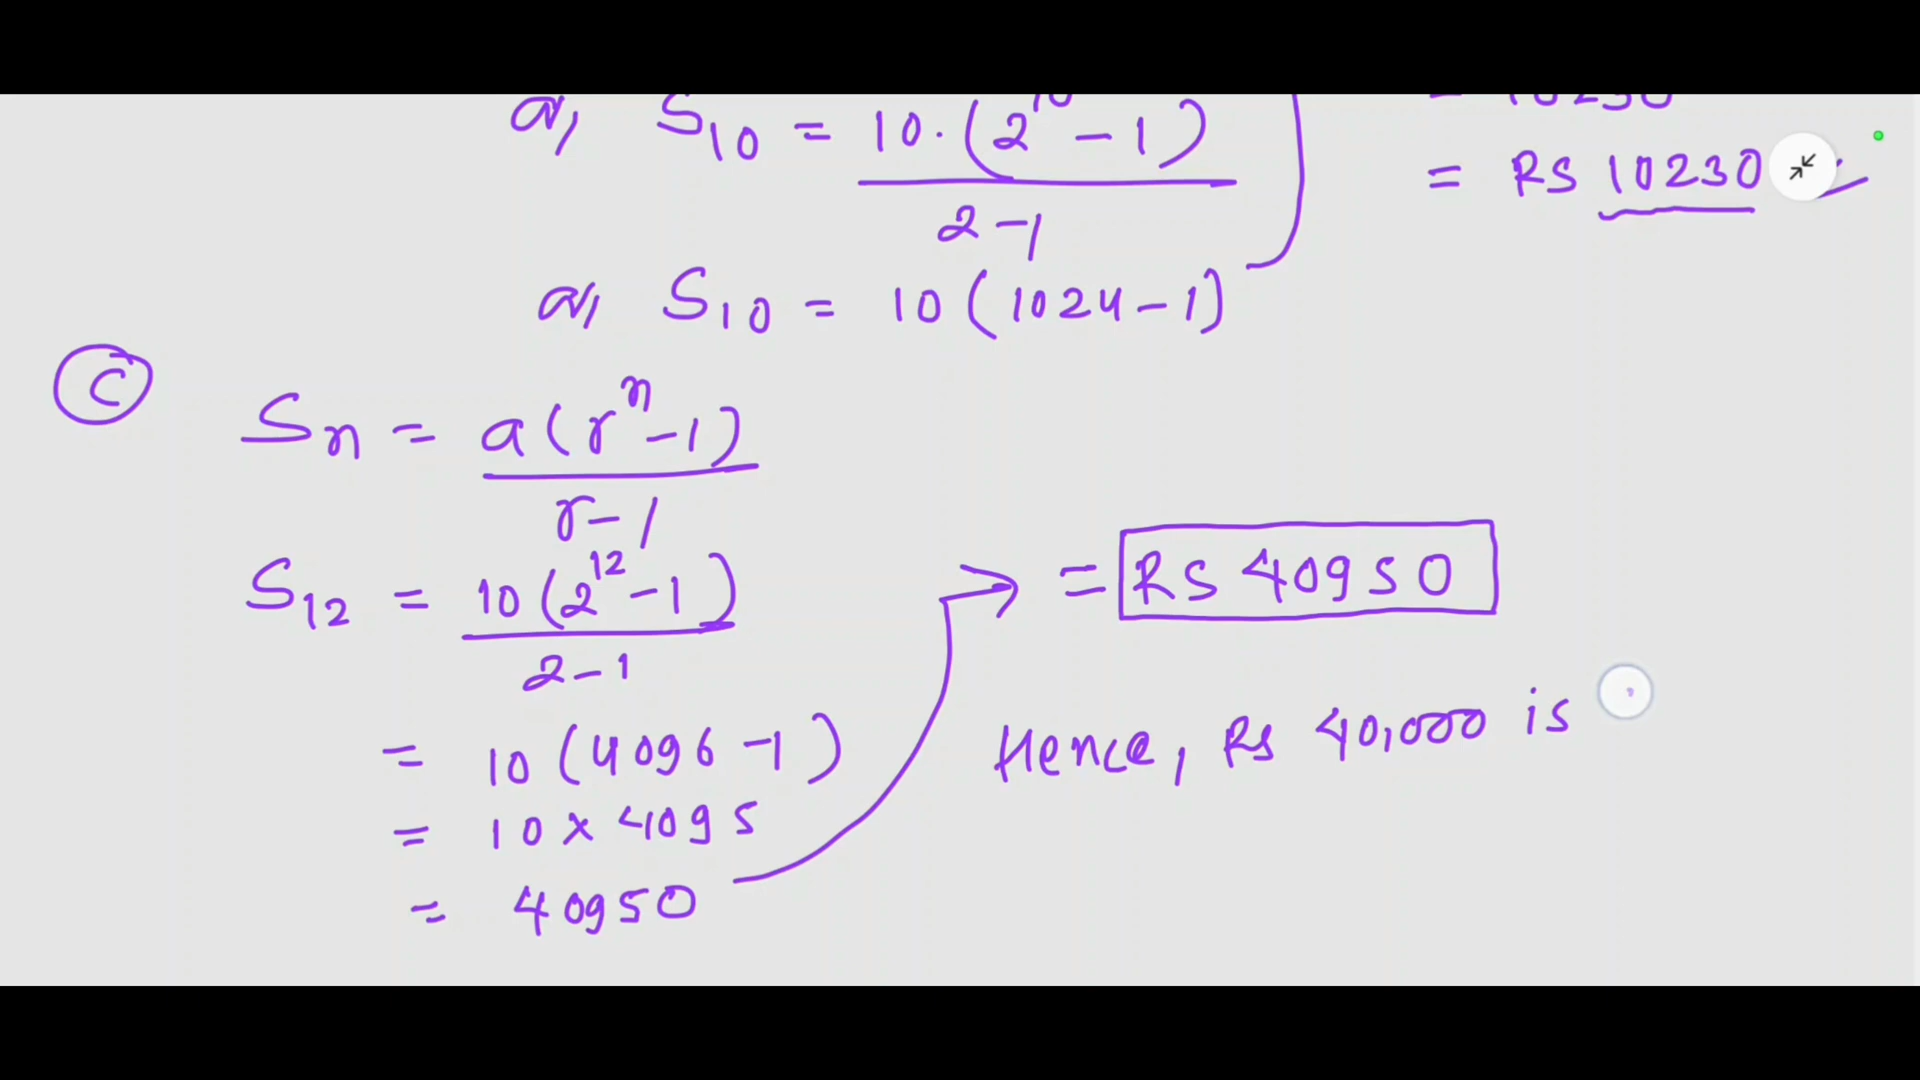 or, S10 = 10.(2^10 - 1) / 2-1
= 10230
= RS 10230
or, S10 = 10(1024-1)
C
Sn = a(r^n-1) / r-1
S12 = 10(2^12-1) / 2-1
= 10(4096-1)
= 10×4095
= 40950
= RS 40950
Hence, Rs 40,000 is